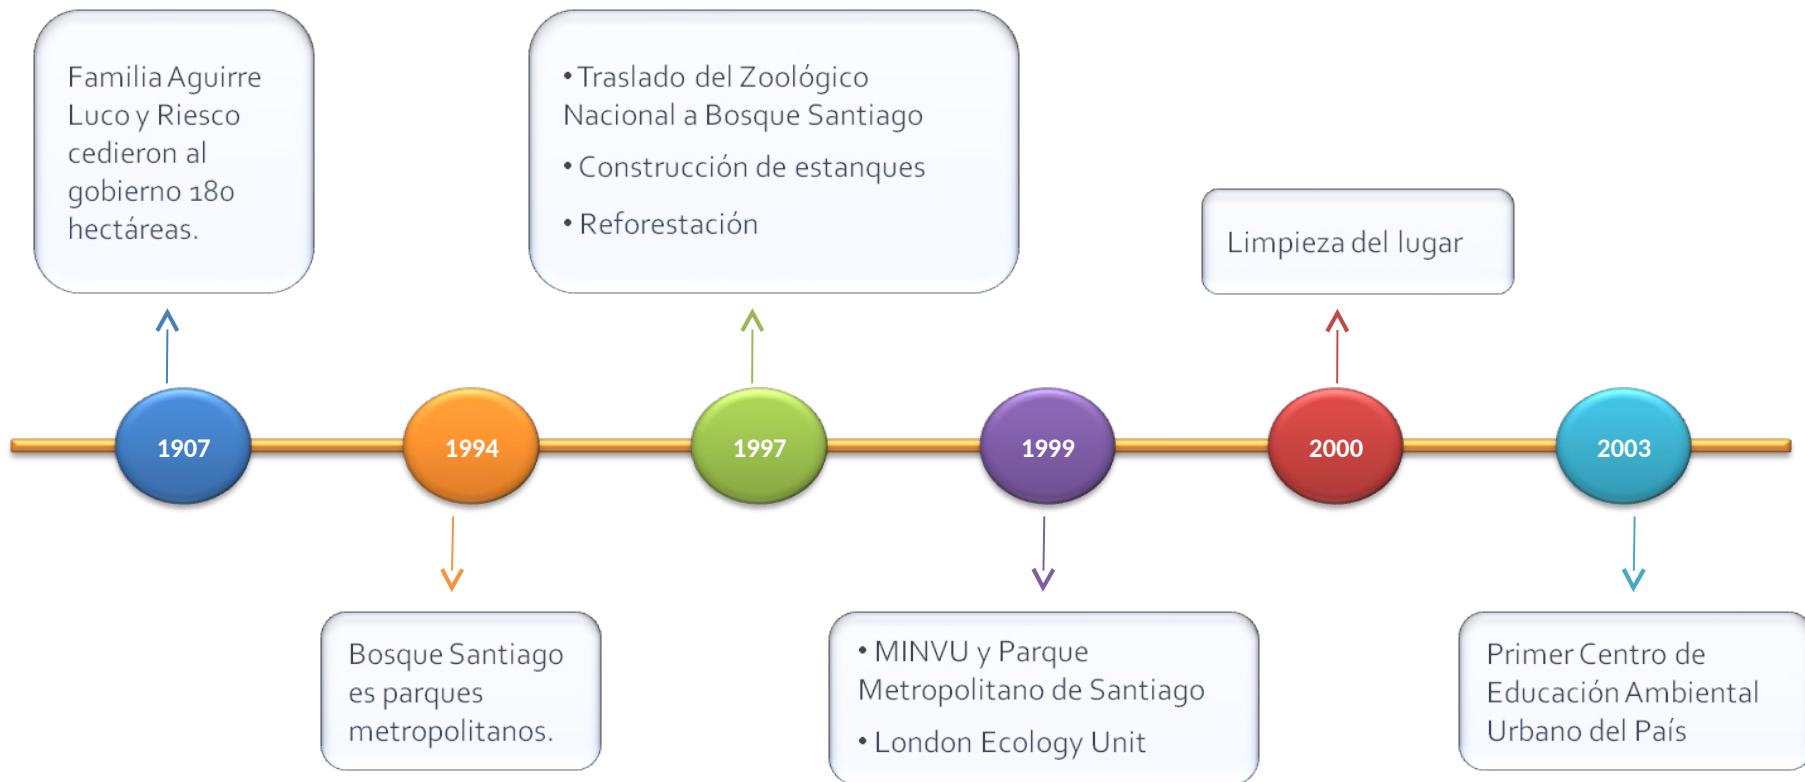 Familia Aguirre
Luco y Riesco
cedieron al
gobierno 180
hectáreas.
• Traslado del Zoológico
Nacional a Bosque Santiago
• Construcción de estanques
• Reforestación
Limpieza del lugar
1907
1994
1997
1999
2000
2003
Bosque Santiago
es parques
metropolitanos.
• MINVU y Parque
Metropolitano de Santiago
• London Ecology Unit
Primer Centro de
Educación Ambiental
Urbano del País